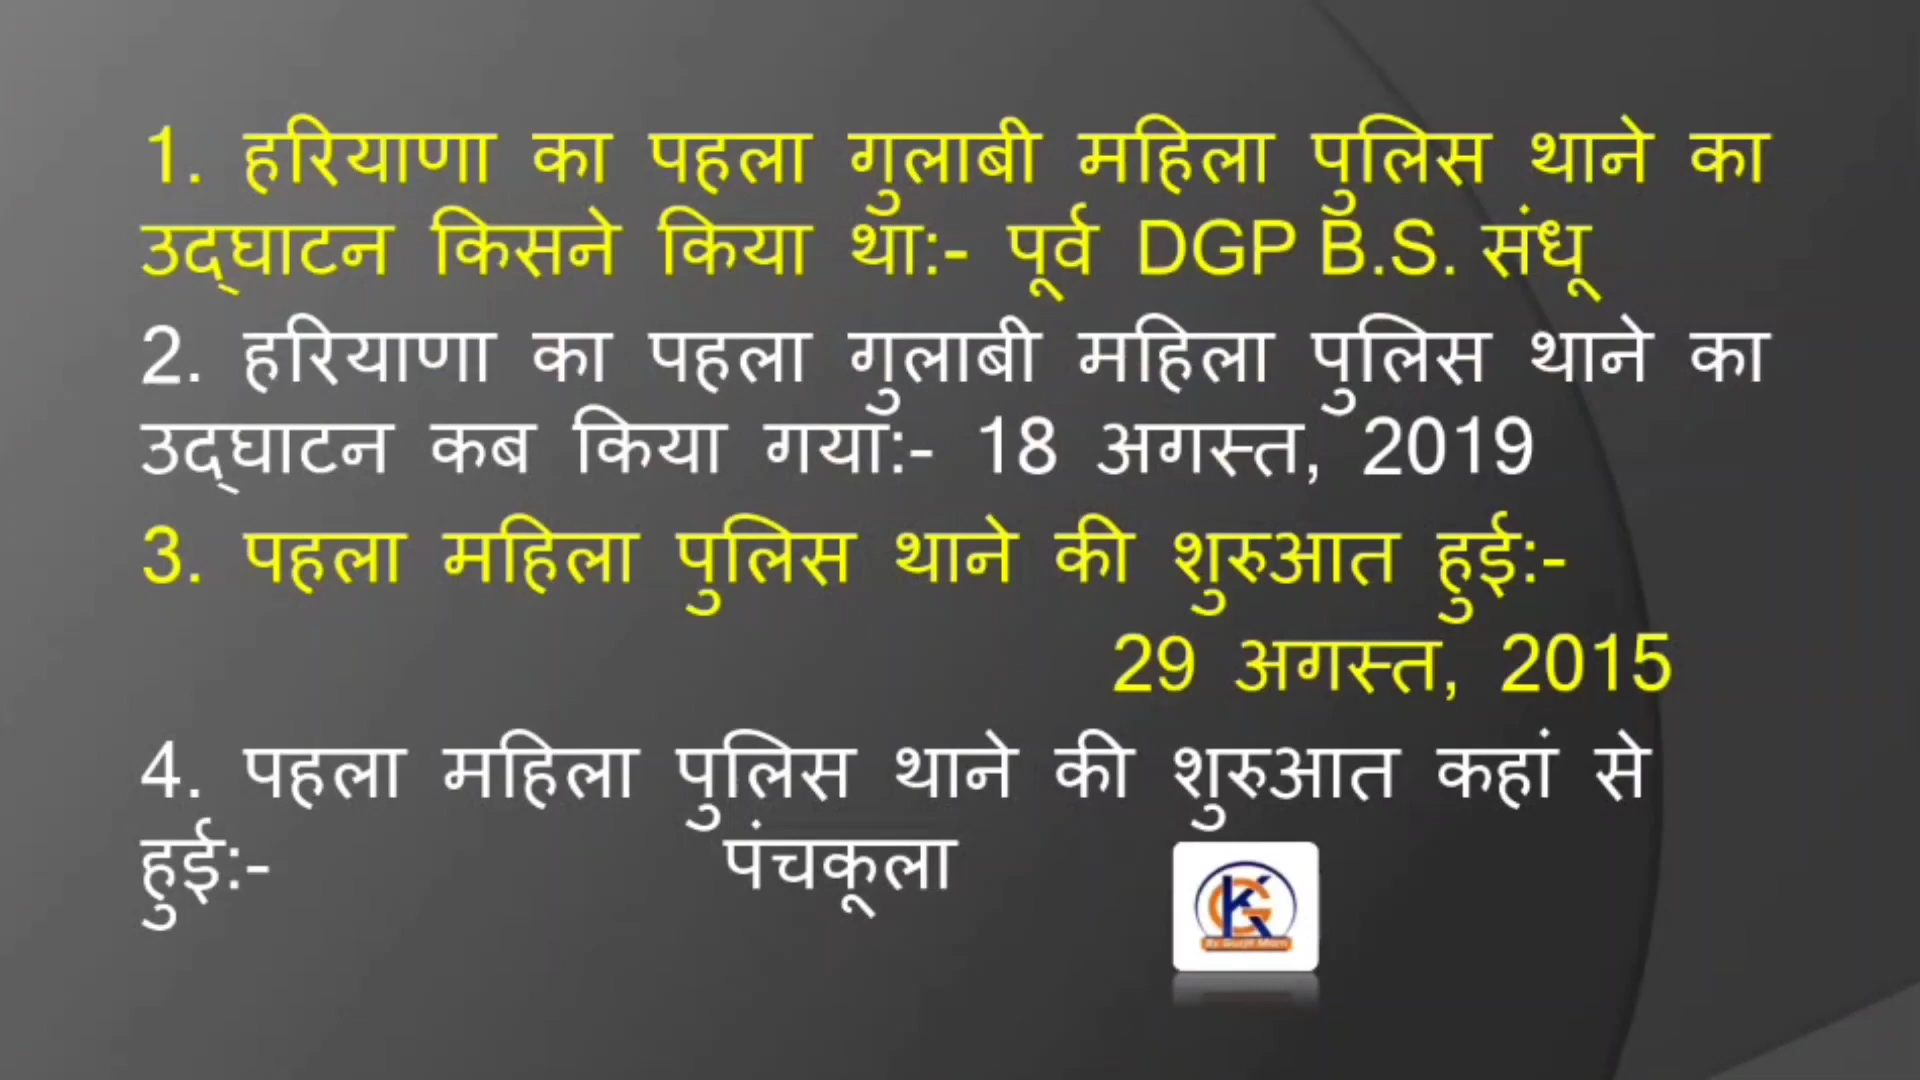 1. हरियाणा का पहला गुलाबी महिला पुलिस थाने का
उद्घाटन किसने किया था:- पूर्व DGP B.S. संधू
2. हरियाणा का पहला गुलाबी महिला पुलिस थाने का
उद्घाटन कब किया गया:- 18 अगस्त, 2019
3. पहला महिला पुलिस थाने की शुरुआत हुई:-
29 अगस्त, 2015
4. पहला महिला पुलिस थाने की शुरुआत कहां से
हुई:- पंचकूला